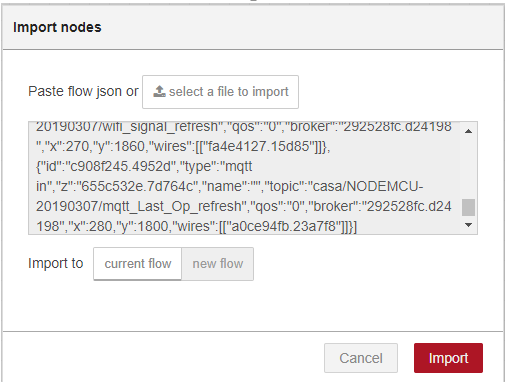 Import nodes
Paste flow json or select a file to import
20190307/wifi_signal_refresh","qos":"0","broker":"292528fc.d24198
","x":270,"y":1860,"wires":[["fa4e4127.15d85"]]},
{"id":"c908f245.4952d","type":"mqtt
in","z":"655c532e.7d764c","name":"","topic":"casa/NODEMCU-
20190307/mqtt_Last_Op_refresh","qos":"0","broker":"292528fc.d24
198","x":280,"y":1800,"wires":[["a0ce94fb.23a7f8"]]}]
Import to current flow new flow
Cancel Import